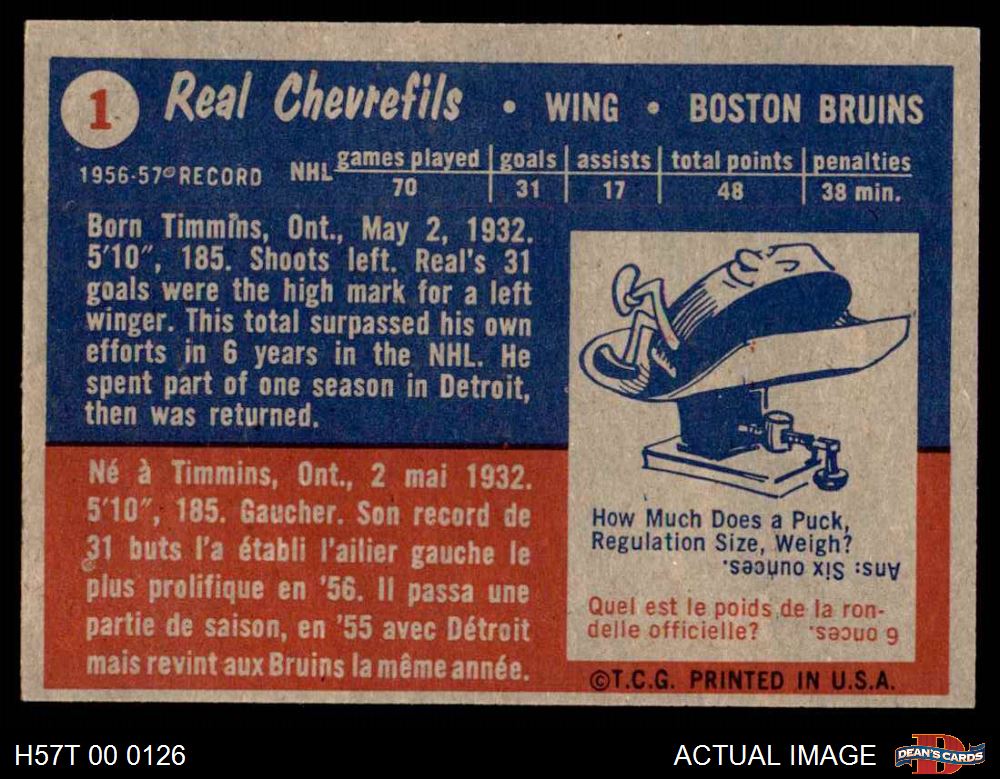 1 Real Chevrefils • WING • BOSTON BRUINS
1956-57 RECORD NHL games played goals assists total points penalties
70 31 17 48 38 min.
Born Timmins, Ont., May 2, 1932.
5'10", 185. Shoots left. Real's 31
goals were the high mark for a left
winger. This total surpassed his own
efforts in 6 years in the NHL. He
spent part of one season in Detroit,
then was returned.
Né à Timmins, Ont., 2 mai 1932.
5'10", 185. Gaucher. Son record de
31 buts l'a établi l'ailier gauche le
plus prolifique en '56. Il passa une
partie de saison, en '55 avec Détroit
mais revint aux Bruins la même année.
How Much Does a Puck,
Regulation Size, Weigh?
Ans: Six ounces.
Quel est le poids de la ron-
delle officielle? 6 onces.
©T.C.G. PRINTED IN U.S.A.
H57T 00 0126 ACTUAL IMAGE DEAN'S CARDS